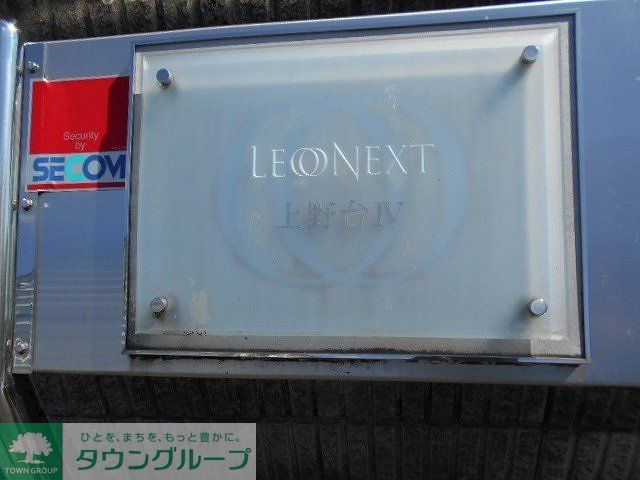 Security
by
SECOM
LEOONEXT
上野台Ⅳ
TOWN GROUP
ひとを、まちを、もっと豊かに。
タウングループ